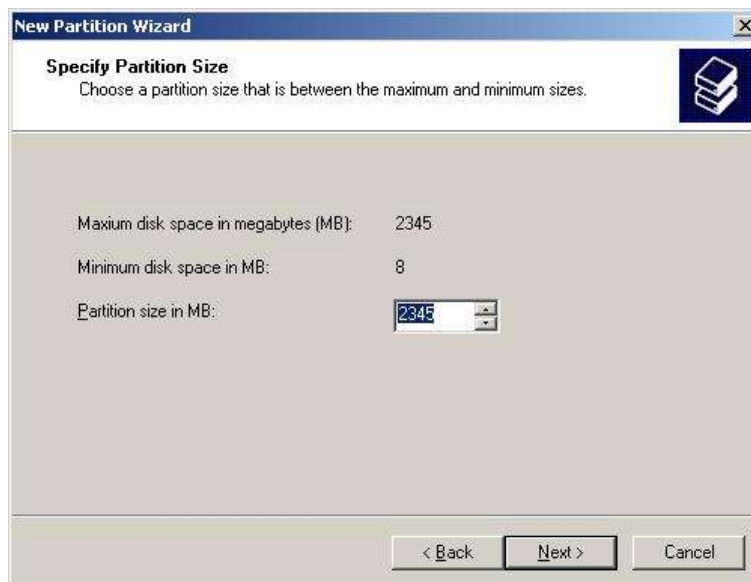 New Partition Wizard
Specify Partition Size
Choose a partition size that is between the maximum and minimum sizes.
Maxium disk space in megabytes (MB): 2345
Minimum disk space in MB: 8
Partition size in MB: 2345
< Back Next > Cancel